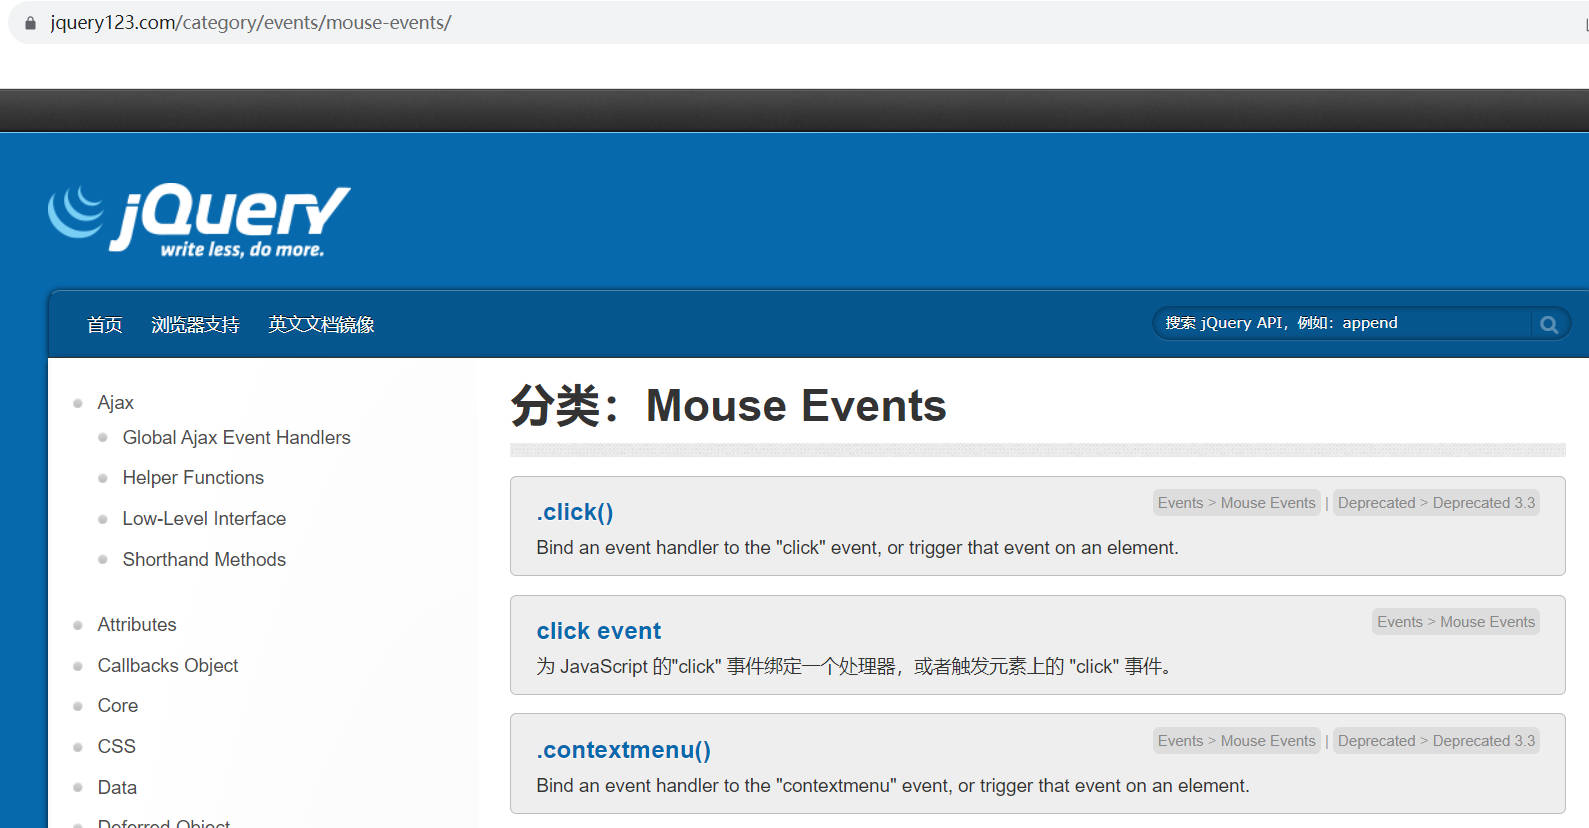 jquery123.com/category/events/mouse-events/
jQuery
write less, do more.
首页 浏览器支持 英文文档镜像
搜索 jQuery API，例如：append
Ajax
Global Ajax Event Handlers
Helper Functions
Low-Level Interface
Shorthand Methods
Attributes
Callbacks Object
Core
CSS
Data
Deferred Object
分类：Mouse Events
.click()
Events > Mouse Events | Deprecated > Deprecated 3.3
Bind an event handler to the "click" event, or trigger that event on an element.
click event
Events > Mouse Events
为 JavaScript 的"click" 事件绑定一个处理器，或者触发元素上的 "click" 事件。
.contextmenu()
Events > Mouse Events | Deprecated > Deprecated 3.3
Bind an event handler to the "contextmenu" event, or trigger that event on an element.